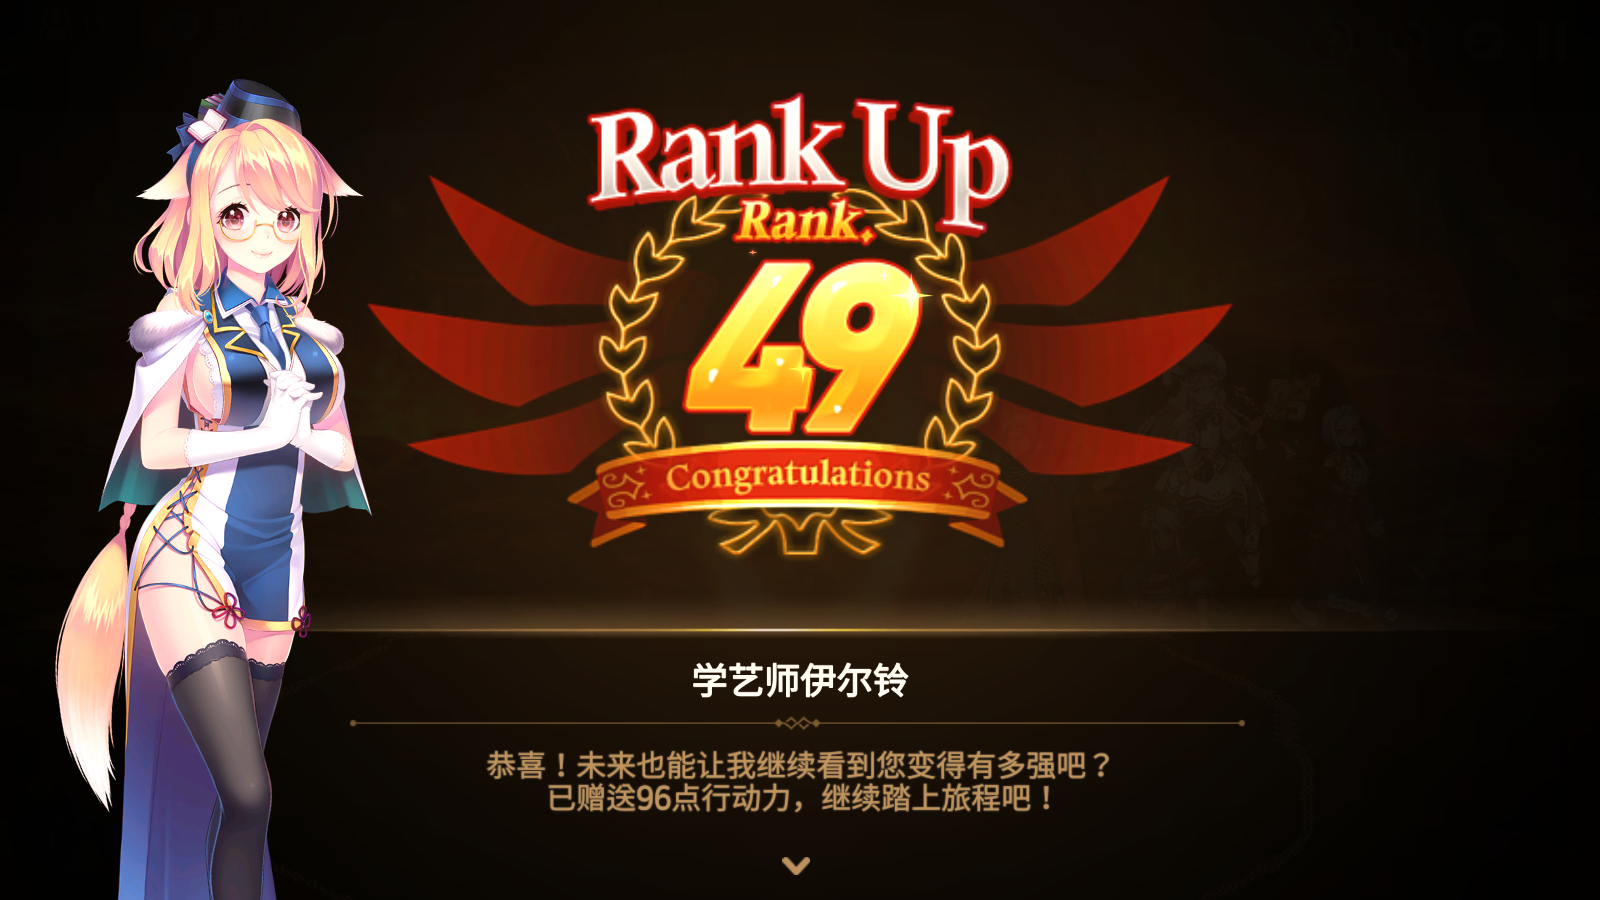 Rank Up
Rank.
49
Congratulations
学艺师伊尔铃
恭喜！未来也能让我继续看到您变得有多强吧？
已赠送96点行动力，继续踏上旅程吧！